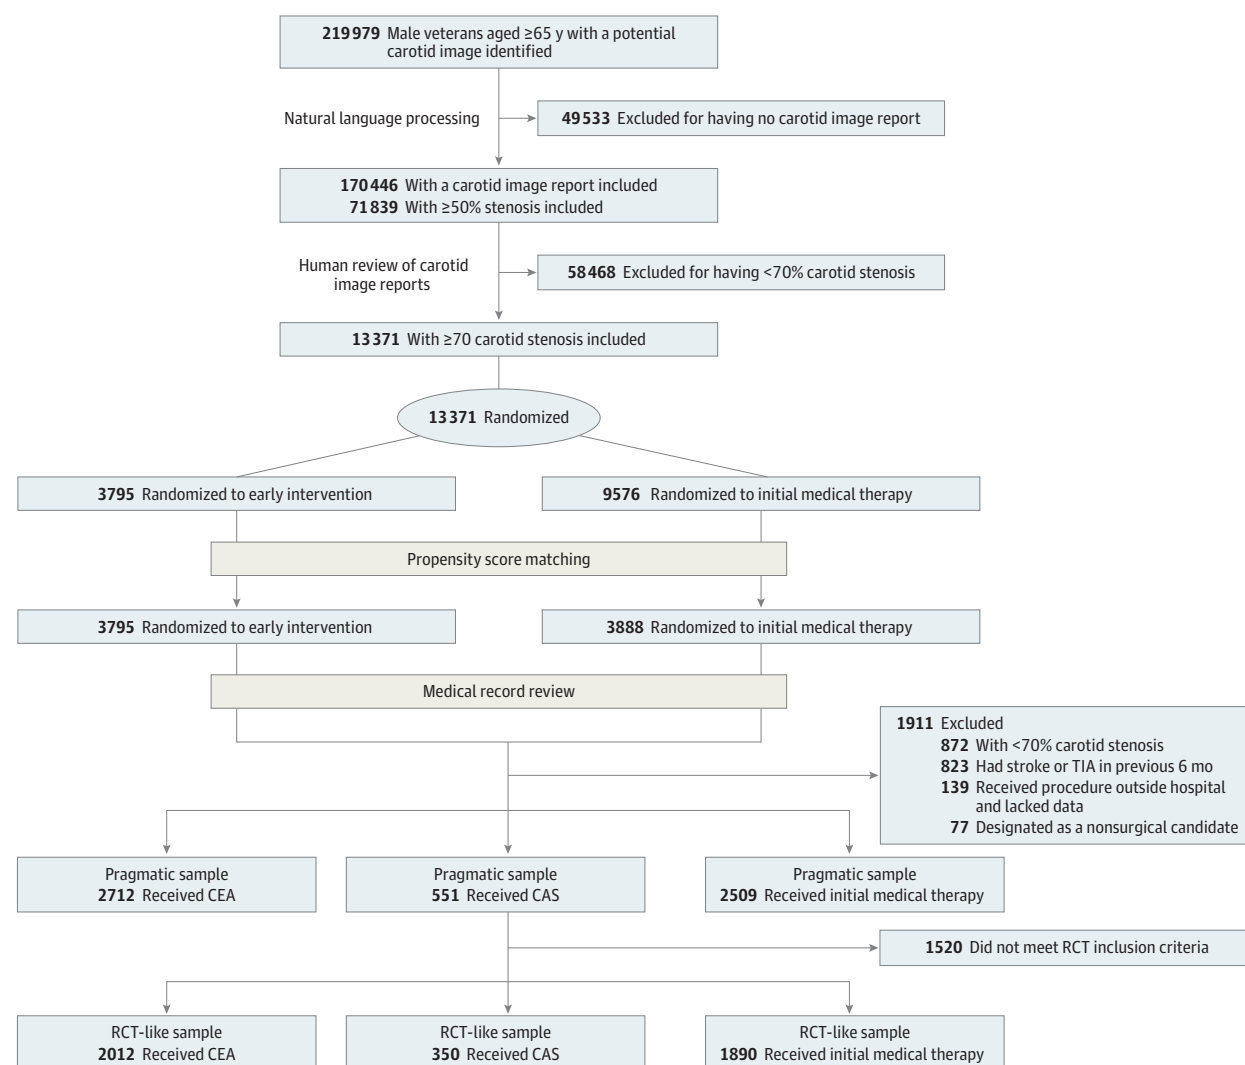 219979 Male veterans aged ≥65 y with a potential
carotid image identified
Natural language processing
49533 Excluded for having no carotid image report
170446 With a carotid image report included
71839 With ≥50% stenosis included
Human review of carotid
image reports
58468 Excluded for having <70% carotid stenosis
13371 With ≥70 carotid stenosis included
13371 Randomized
3795 Randomized to early intervention
9576 Randomized to initial medical therapy
Propensity score matching
3795 Randomized to early intervention
3888 Randomized to initial medical therapy
Medical record review
1911 Excluded
872 With <70% carotid stenosis
823 Had stroke or TIA in previous 6 mo
139 Received procedure outside hospital
and lacked data
77 Designated as a nonsurgical candidate
Pragmatic sample
2712 Received CEA
Pragmatic sample
551 Received CAS
Pragmatic sample
2509 Received initial medical therapy
1520 Did not meet RCT inclusion criteria
RCT-like sample
2012 Received CEA
RCT-like sample
350 Received CAS
RCT-like sample
1890 Received initial medical therapy